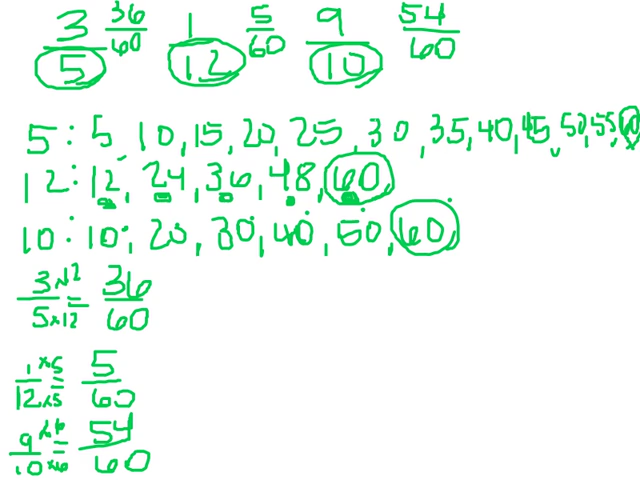 3/5 36/60 1/12 5/60 9/10 54/60
5: 5 10, 15, 20, 25, 30, 35, 40, 45, 50, 55, 60
12: 12, 24, 36, 48, 60
10: 10, 20, 30, 40, 50, 60
3/5 ×12/×12 = 36/60
1/12 ×5/×5 = 5/60
9/10 ×6/×6 = 54/60